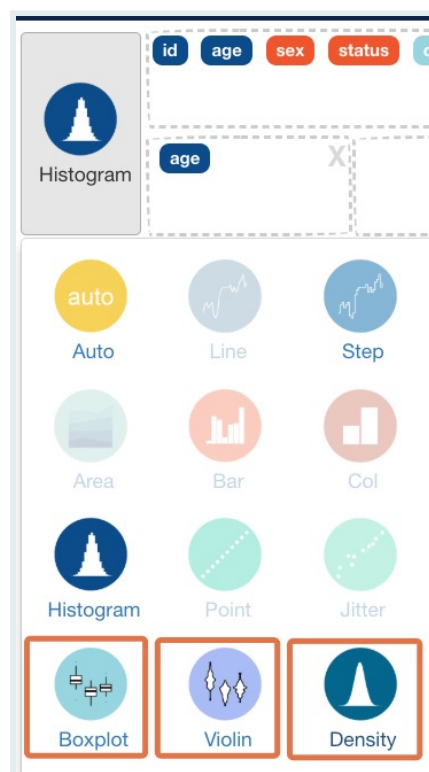 id age sex status
Histogram
age X
auto
Auto Line Step
Area Bar Col
Histogram Point Jitter
Boxplot Violin Density